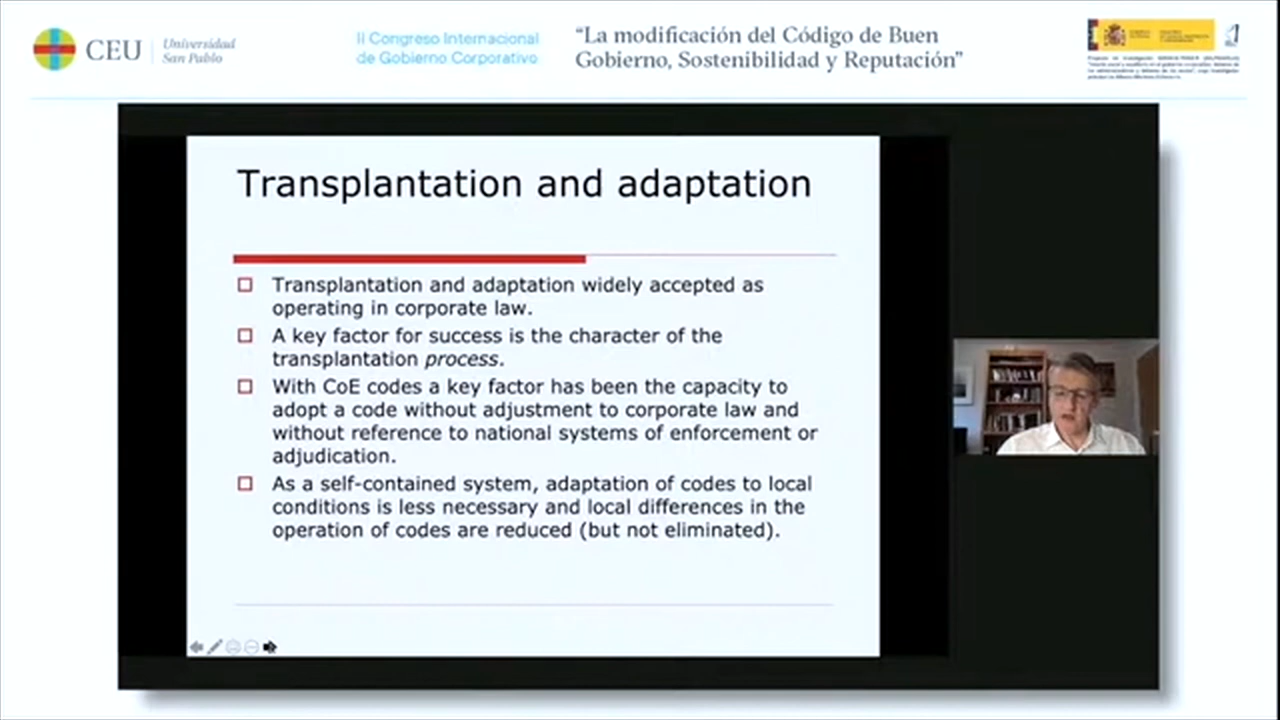 CEU
Universidad
San Pablo
II Congreso Internacional
de Gobierno Corporativo
“La modificación del Código de Buen
Gobierno, Sostenibilidad y Reputación”
Transplantation and adaptation
Transplantation and adaptation widely accepted as
operating in corporate law.
A key factor for success is the character of the
transplantation process.
With CoE codes a key factor has been the capacity to
adopt a code without adjustment to corporate law and
without reference to national systems of enforcement or
adjudication.
As a self-contained system, adaptation of codes to local
conditions is less necessary and local differences in the
operation of codes are reduced (but not eliminated).